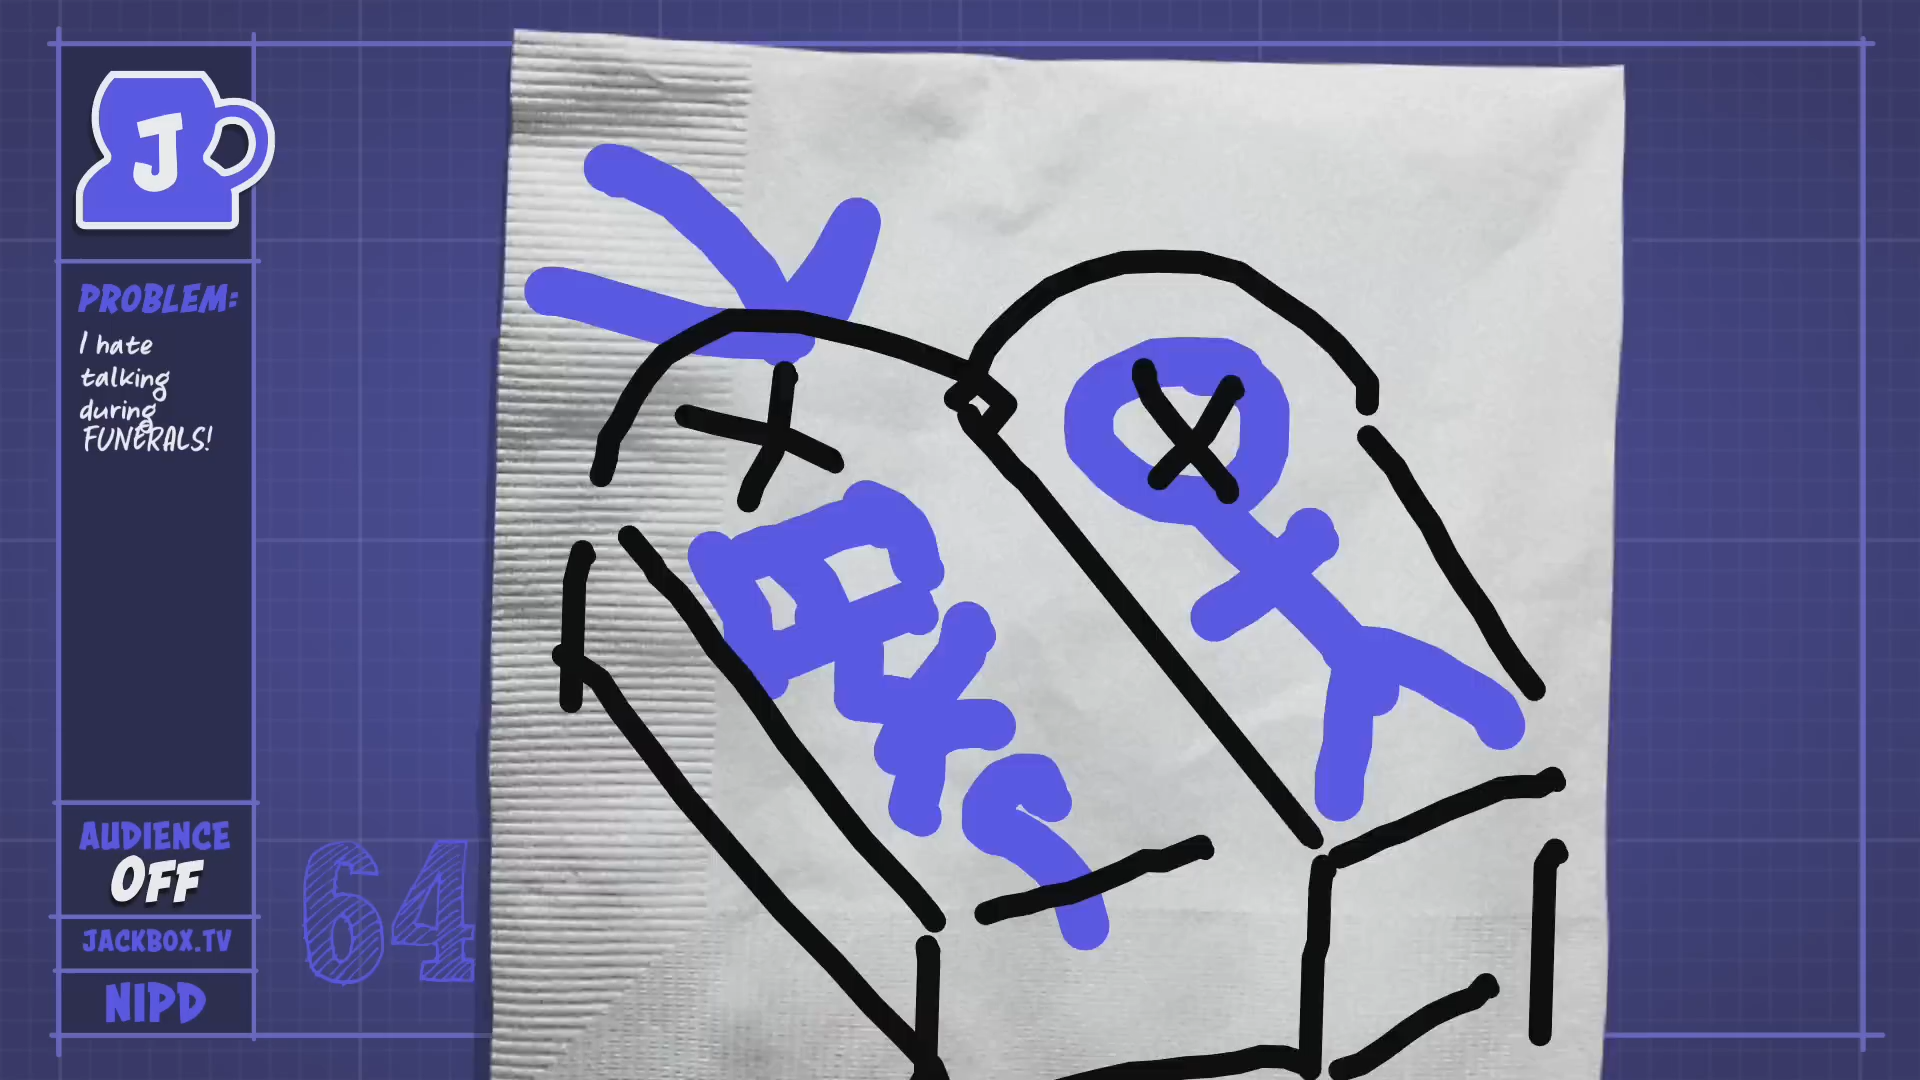 J
PROBLEM:
I hate
talking
during
FUNERALS!
AUDIENCE
OFF
JACKBOX.TV
NIPD
64